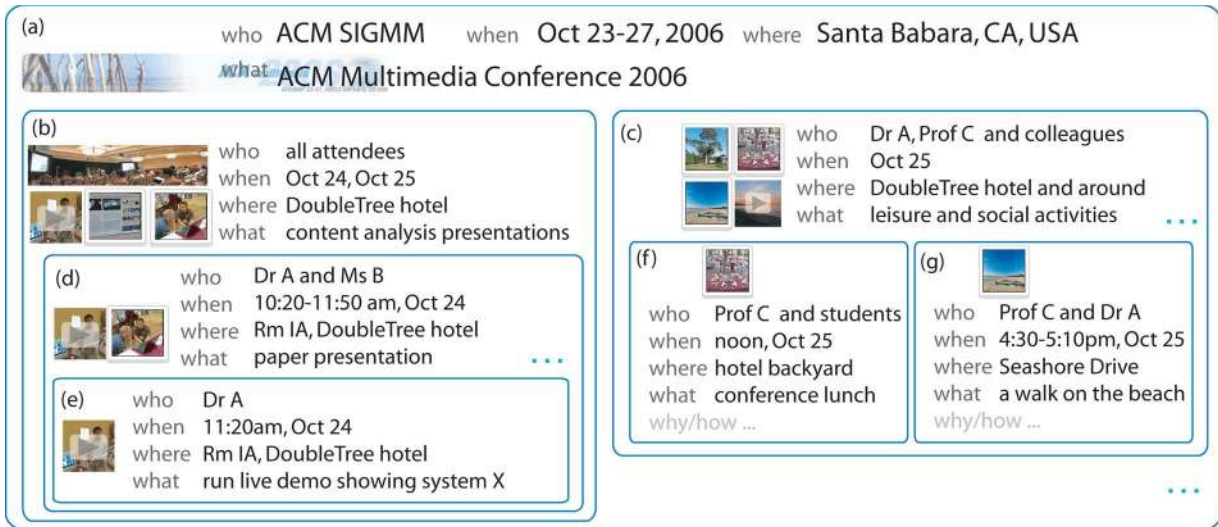 (a)
who ACM SIGMM when Oct 23-27, 2006 where Santa Babara, CA, USA
what ACM Multimedia Conference 2006
(b)
who all attendees
when Oct 24, Oct 25
where DoubleTree hotel
what content analysis presentations
(d)
who Dr A and Ms B
when 10:20-11:50 am, Oct 24
where Rm IA, DoubleTree hotel
what paper presentation
...
(e)
who Dr A
when 11:20am, Oct 24
where Rm IA, DoubleTree hotel
what run live demo showing system X
(c)
who Dr A, Prof C and colleagues
when Oct 25
where DoubleTree hotel and around
what leisure and social activities
...
(f)
who Prof C and students
when noon, Oct 25
where hotel backyard
what conference lunch
why/how ...
(g)
who Prof C and Dr A
when 4:30-5:10pm, Oct 25
where Seashore Drive
what a walk on the beach
why/how ...
...